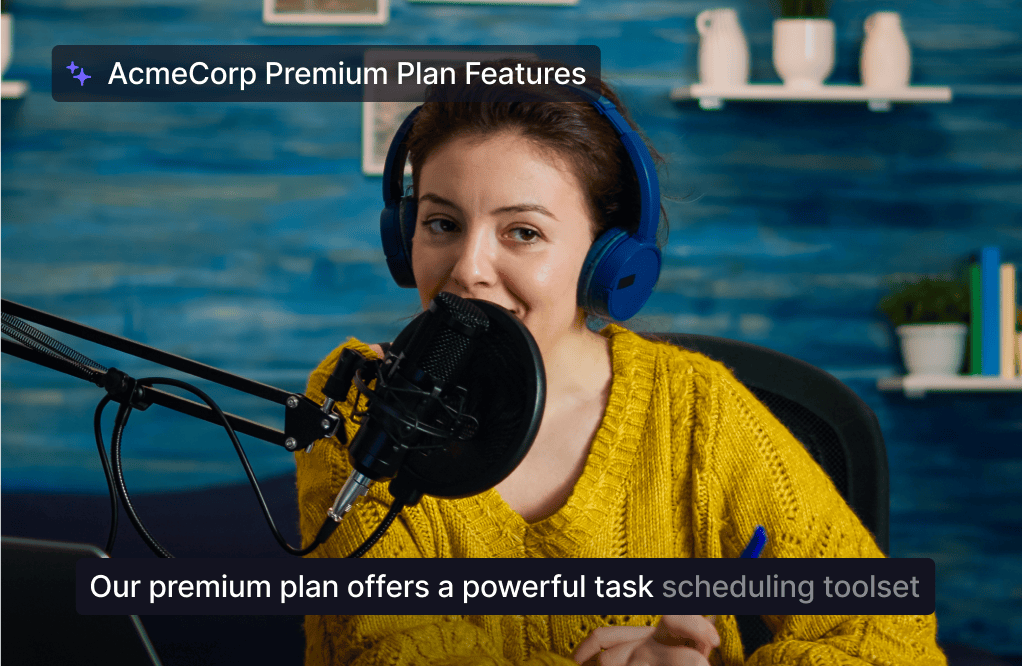 AcmeCorp Premium Plan Features
Our premium plan offers a powerful task scheduling toolset